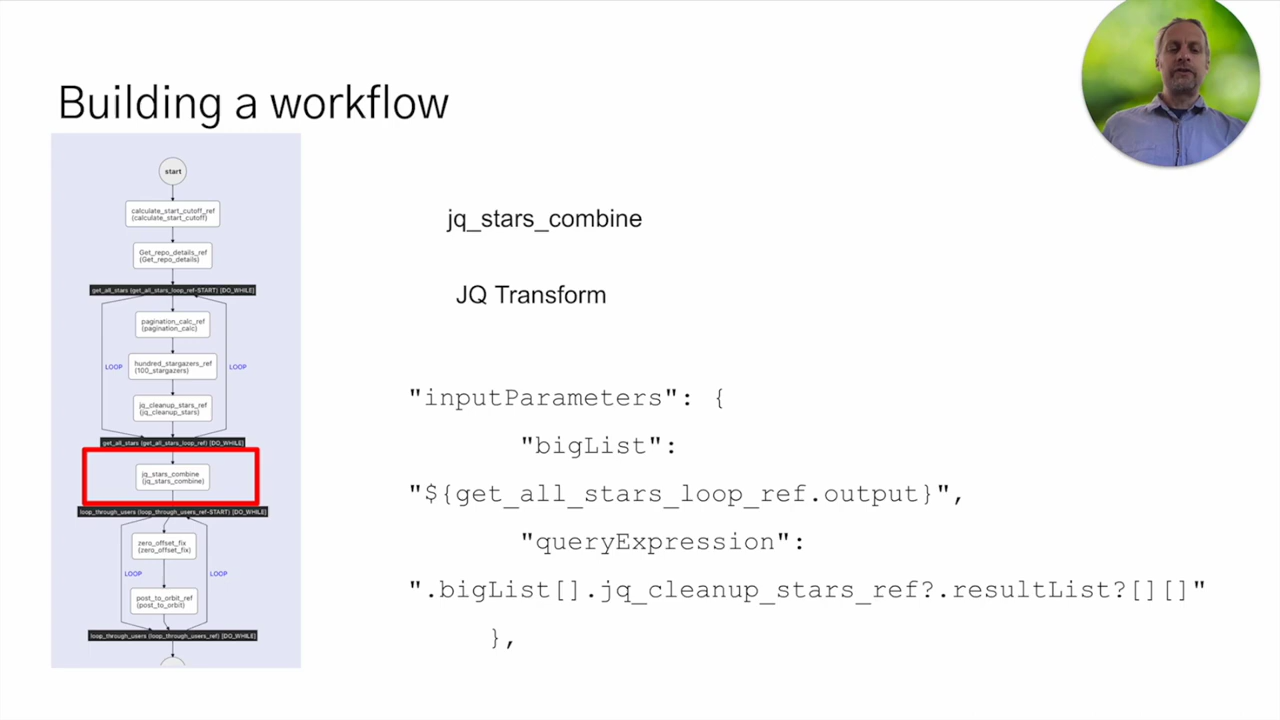 Building a workflow
start
calculate_start_cutoff_ref
(calculate_start_cutoff)
Get_repo_details_ref
(Get_repo_details)
get_all_stars (get_all_stars_loop_ref-START) [DO_WHILE]
pagination_calc_ref
(pagination_calc)
LOOP
hundred_stargazers_ref
(100_stargazers)
LOOP
jq_cleanup_stars_ref
(jq_cleanup_stars)
get_all_stars (get_all_stars_loop_ref) [DO_WHILE]
jq_stars_combine
(jq_stars_combine)
loop_through_users (loop_through_users_ref-START) [DO_WHILE]
zero_offset_fix
(zero_offset_fix)
LOOP
LOOP
post_to_orbit_ref
(post_to_orbit)
loop_through_users (loop_through_users_ref) [DO_WHILE]
jq_stars_combine
JQ Transform
"inputParameters": {
"bigList":
"${get_all_stars_loop_ref.output}",
"queryExpression":
".bigList[].jq_cleanup_stars_ref?.resultList?[][]"
},